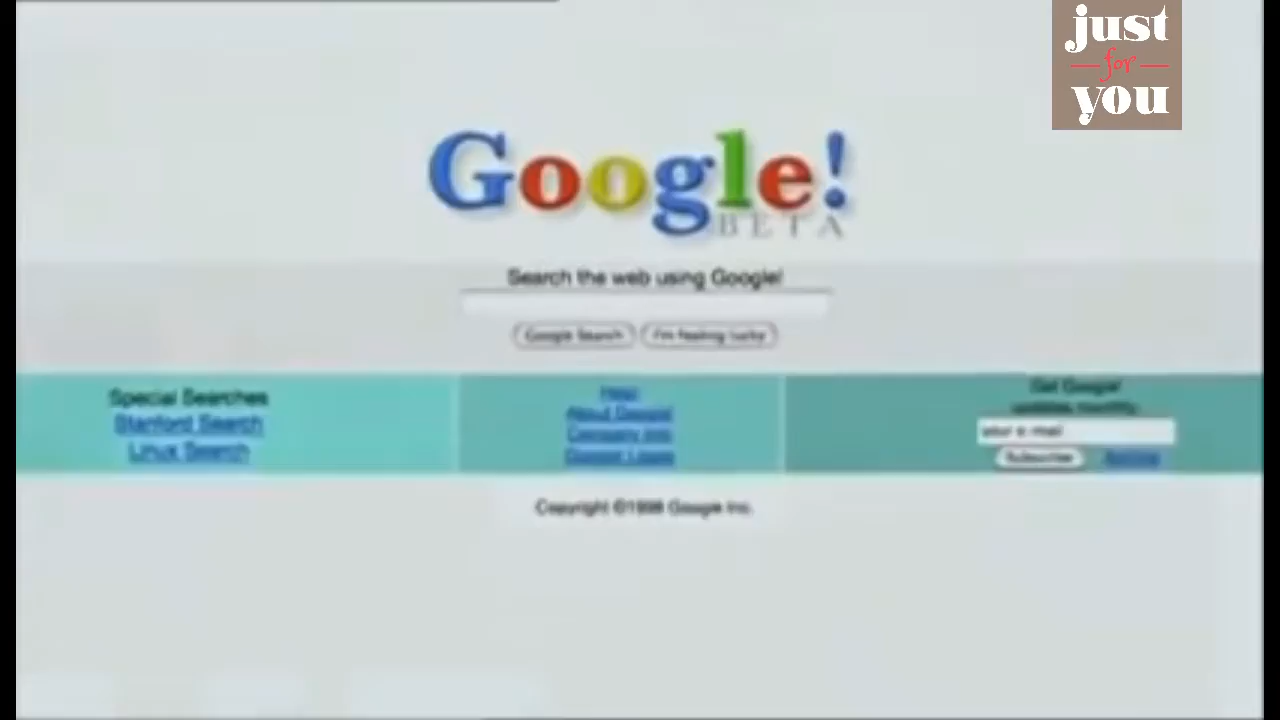 just
for
you
Google!
BETA
Search the web using Google!
Google Search I'm feeling lucky
Special Searches
Stanford Search
Linux Search
Help
About Google!
Company Info
Google! Logos
Get Google!
updates monthly
your e-mail
Subscribe Archive
Copyright ©1998 Google Inc.